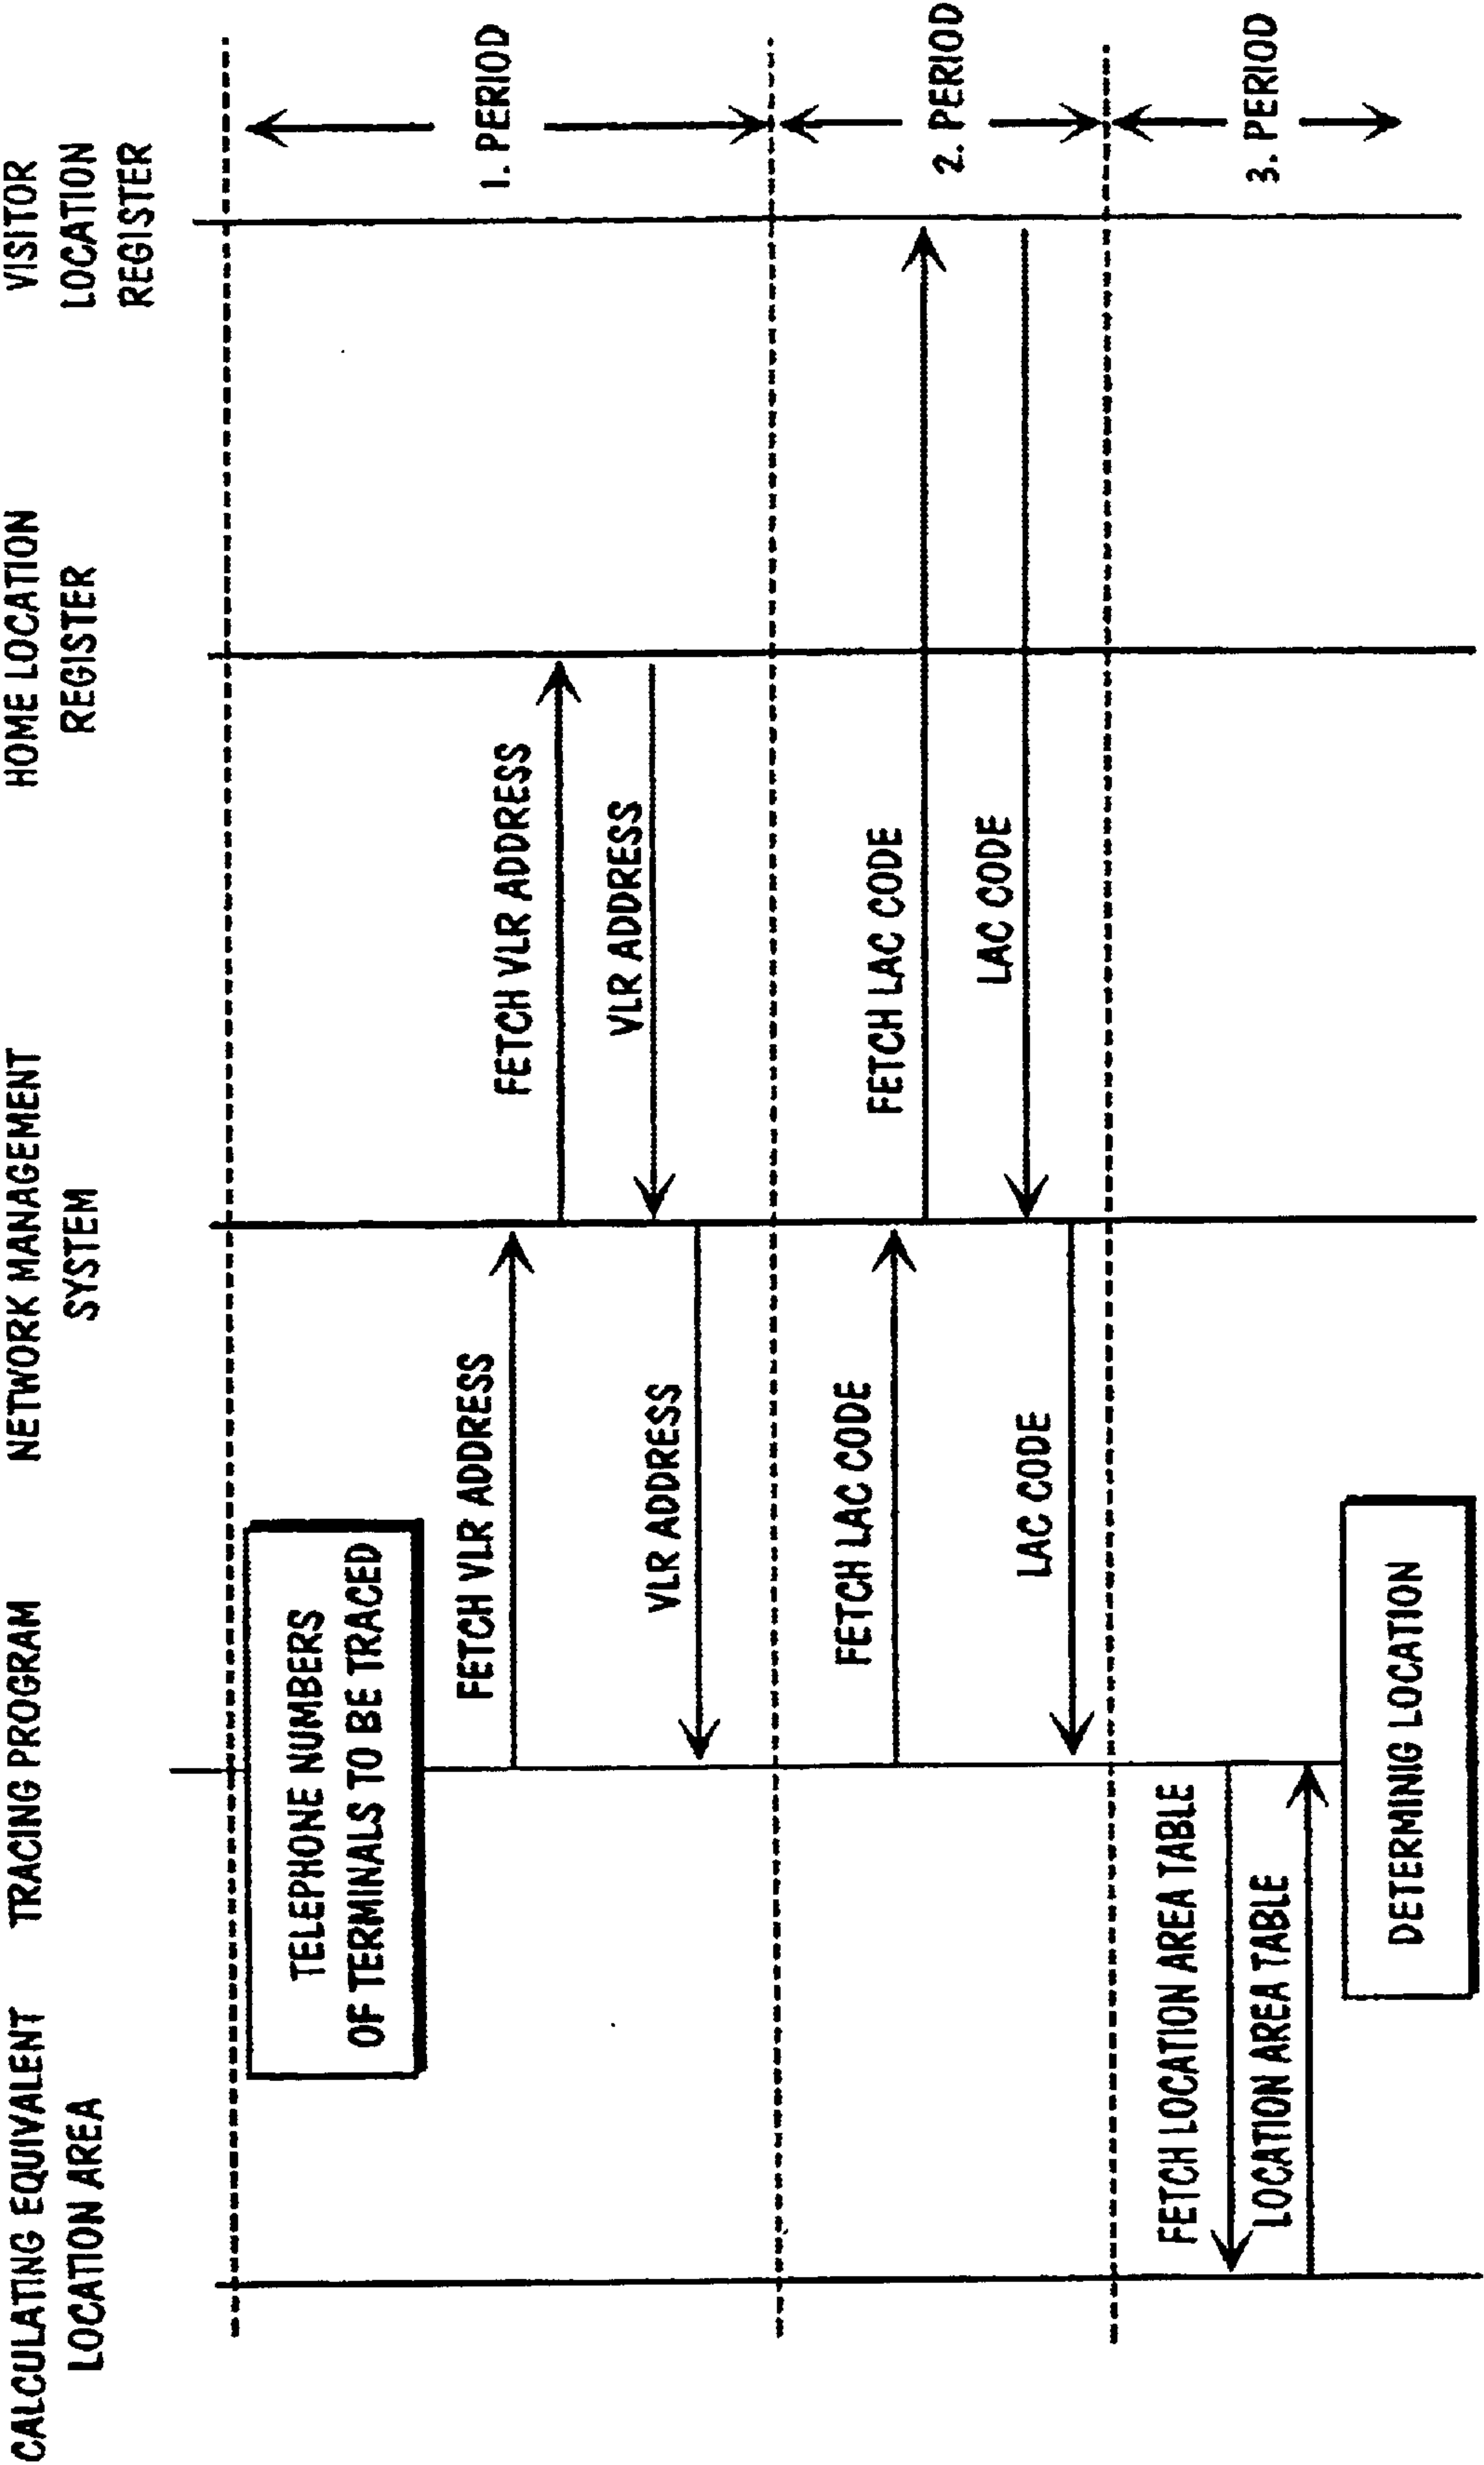 CALCULATING EQUIVALENT
LOCATION AREA
TRACING PROGRAM
NETWORK MANAGEMENT
SYSTEM
HOME LOCATION
REGISTER
VISITOR
LOCATION
REGISTER
TELEPHONE NUMBERS
OF TERMINALS TO BE TRACED
FETCH VLR ADDRESS
FETCH VLR ADDRESS
VLR ADDRESS
VLR ADDRESS
1. PERIOD
FETCH LAC CODE
FETCH LAC CODE
LAC CODE
LAC CODE
2. PERIOD
FETCH LOCATION AREA TABLE
LOCATION AREA TABLE
3. PERIOD
DETERMINIG LOCATION